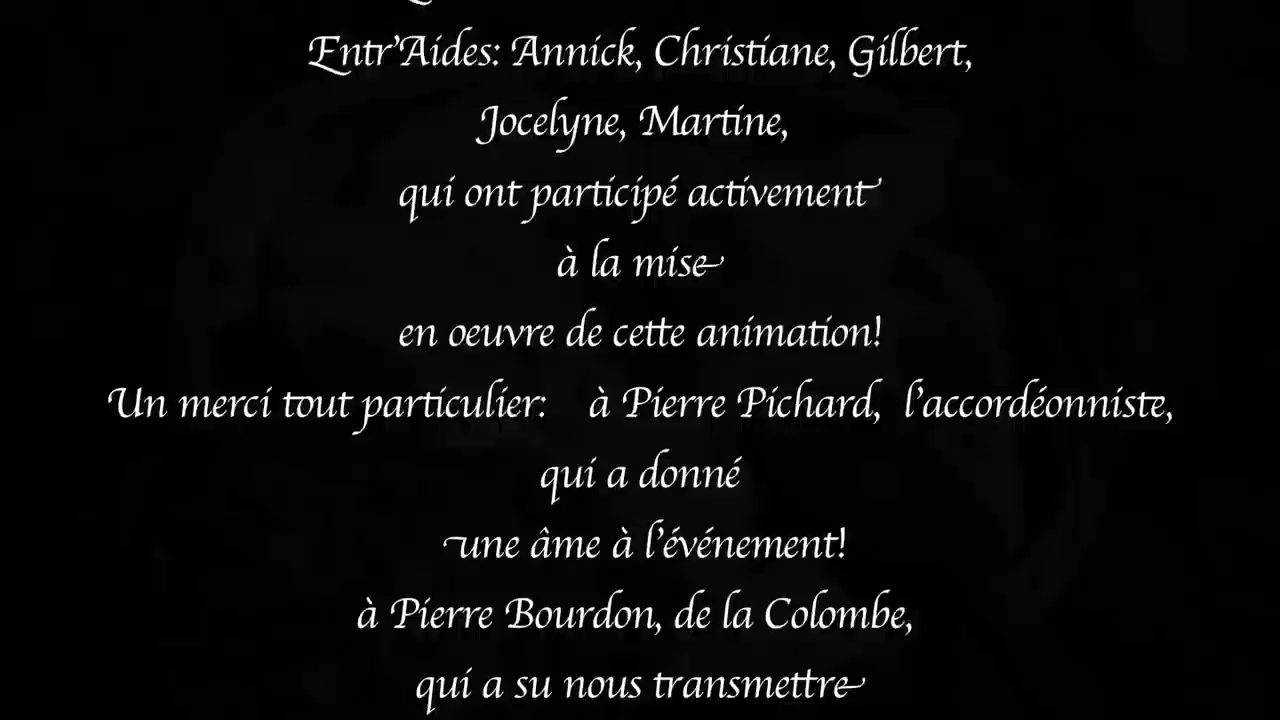 Entr'Aides: Annick, Christiane, Gilbert,
Jocelyne, Martine,
qui ont participé activement
à la mise
en oeuvre de cette animation!
Un merci tout particulier: à Pierre Pichard, l'accordéonniste,
qui a donné
une âme à l'événement!
à Pierre Bourdon, de la Colombe,
qui a su nous transmettre